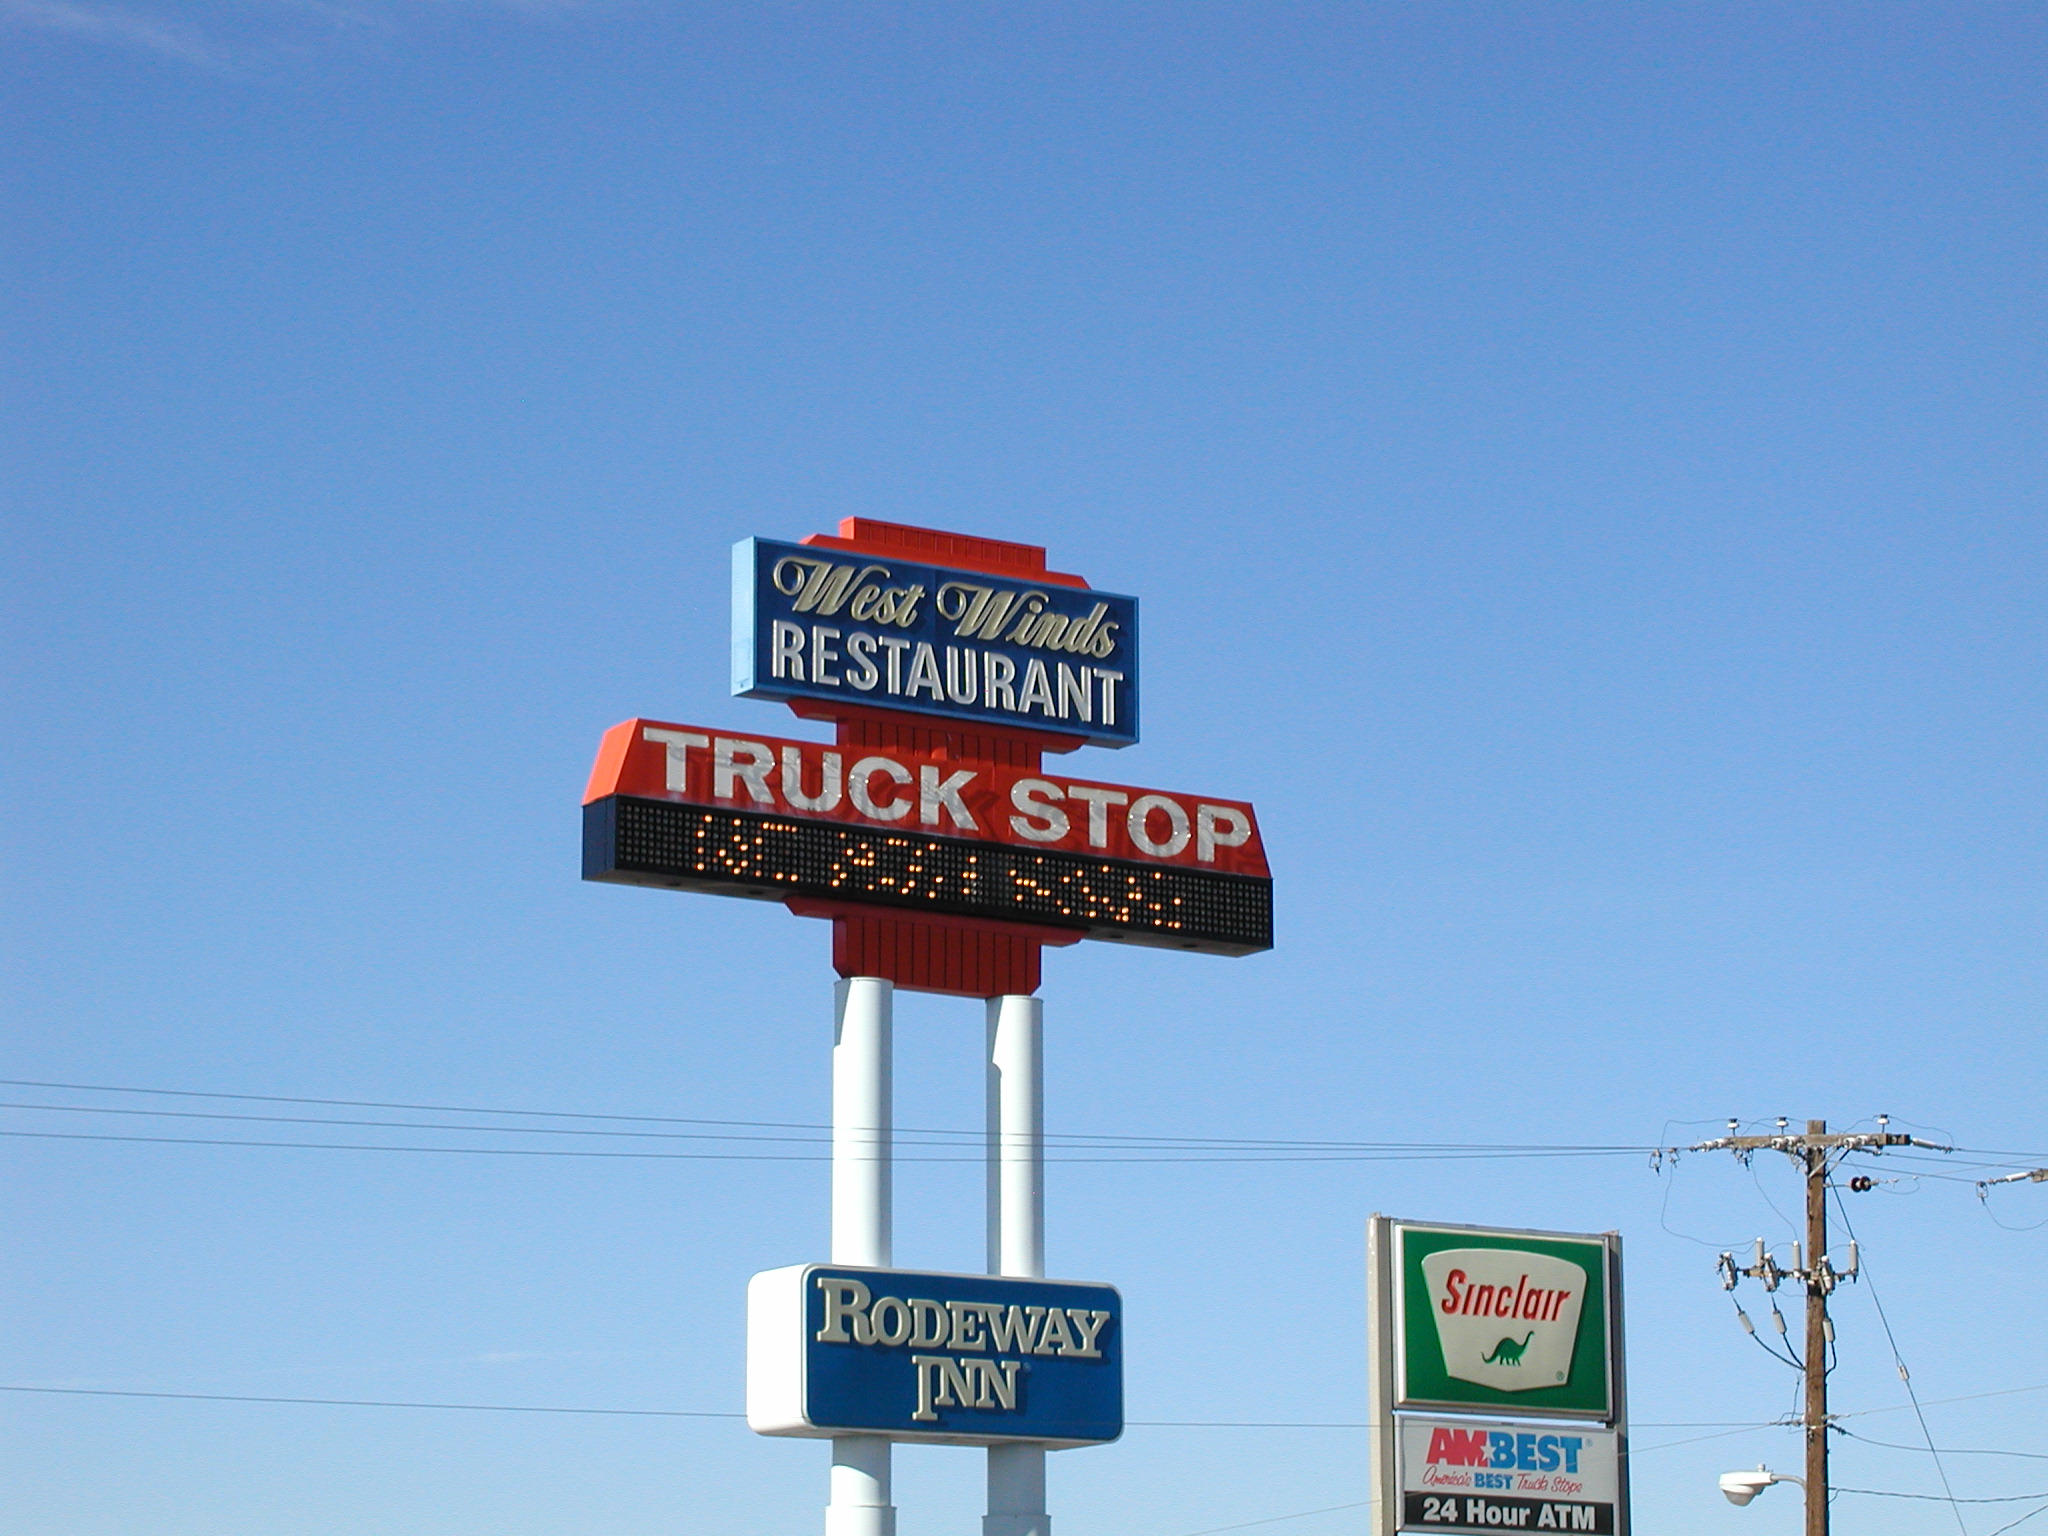 West Winds
RESTAURANT
TRUCK STOP
RODEWAY
INN
Sinclair
AMBEST
America's BEST Truck Stops
24 Hour ATM